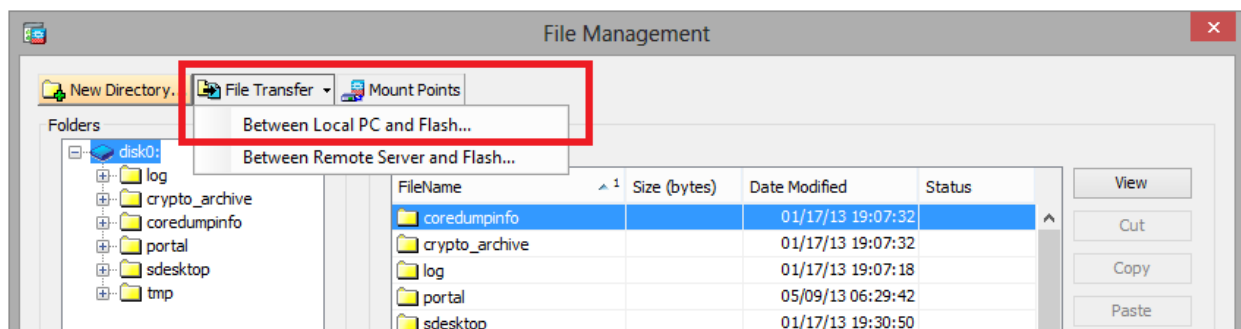 File Management
New Directory... File Transfer Mount Points
Between Local PC and Flash...
Between Remote Server and Flash...
Folders
disk0:
log
crypto_archive
coredumpinfo
portal
sdesktop
tmp
FileName 1 Size (bytes) Date Modified Status
coredumpinfo 01/17/13 19:07:32
crypto_archive 01/17/13 19:07:32
log 01/17/13 19:07:18
portal 05/09/13 06:29:42
sdesktop 01/17/13 19:30:50
View
Cut
Copy
Paste